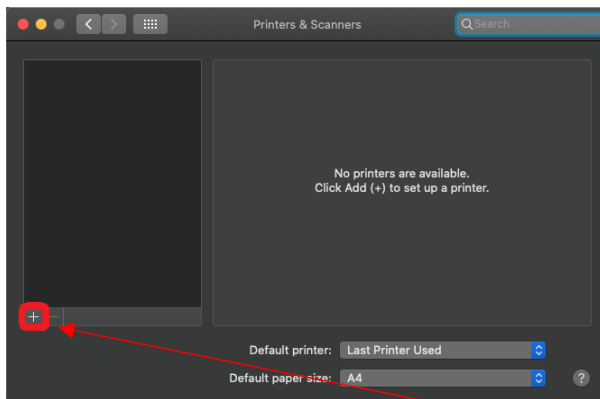 Printers & Scanners
Search
No printers are available.
Click Add (+) to set up a printer.
+ −
Default printer: Last Printer Used
Default paper size: A4
?